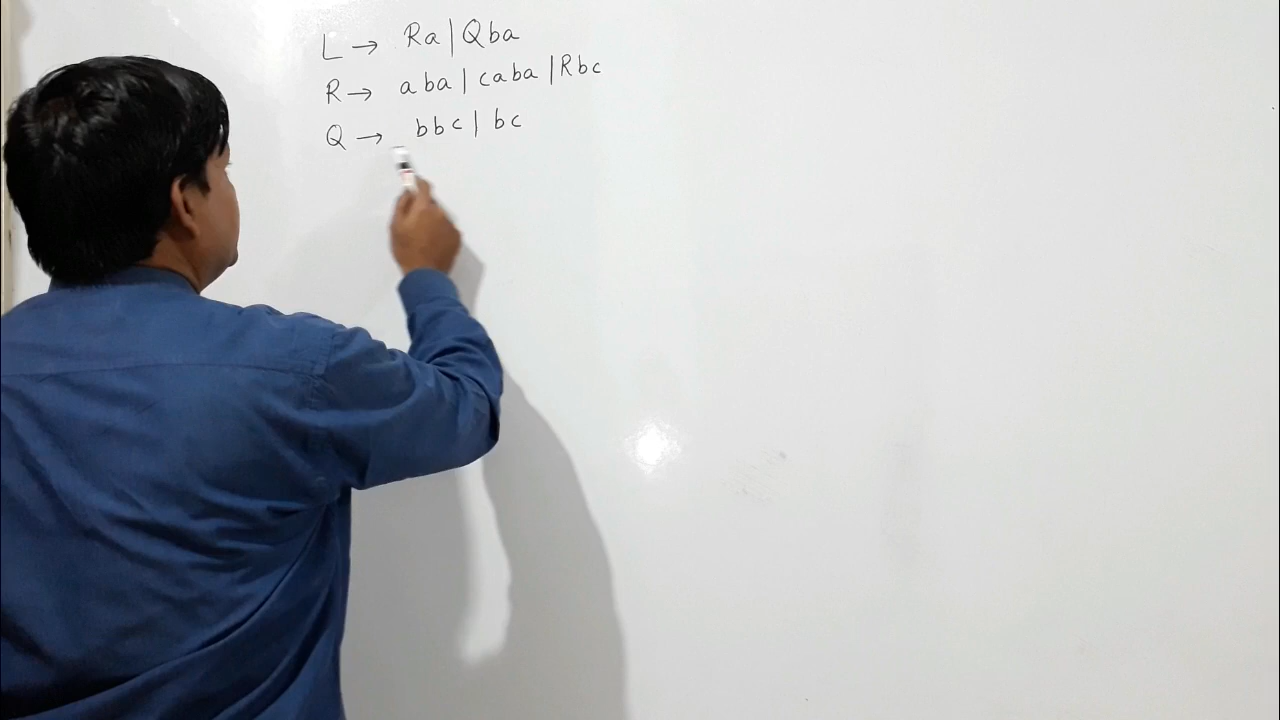 L → Ra | Qba
R → aba | caba | Rbc
Q → bbc | bc